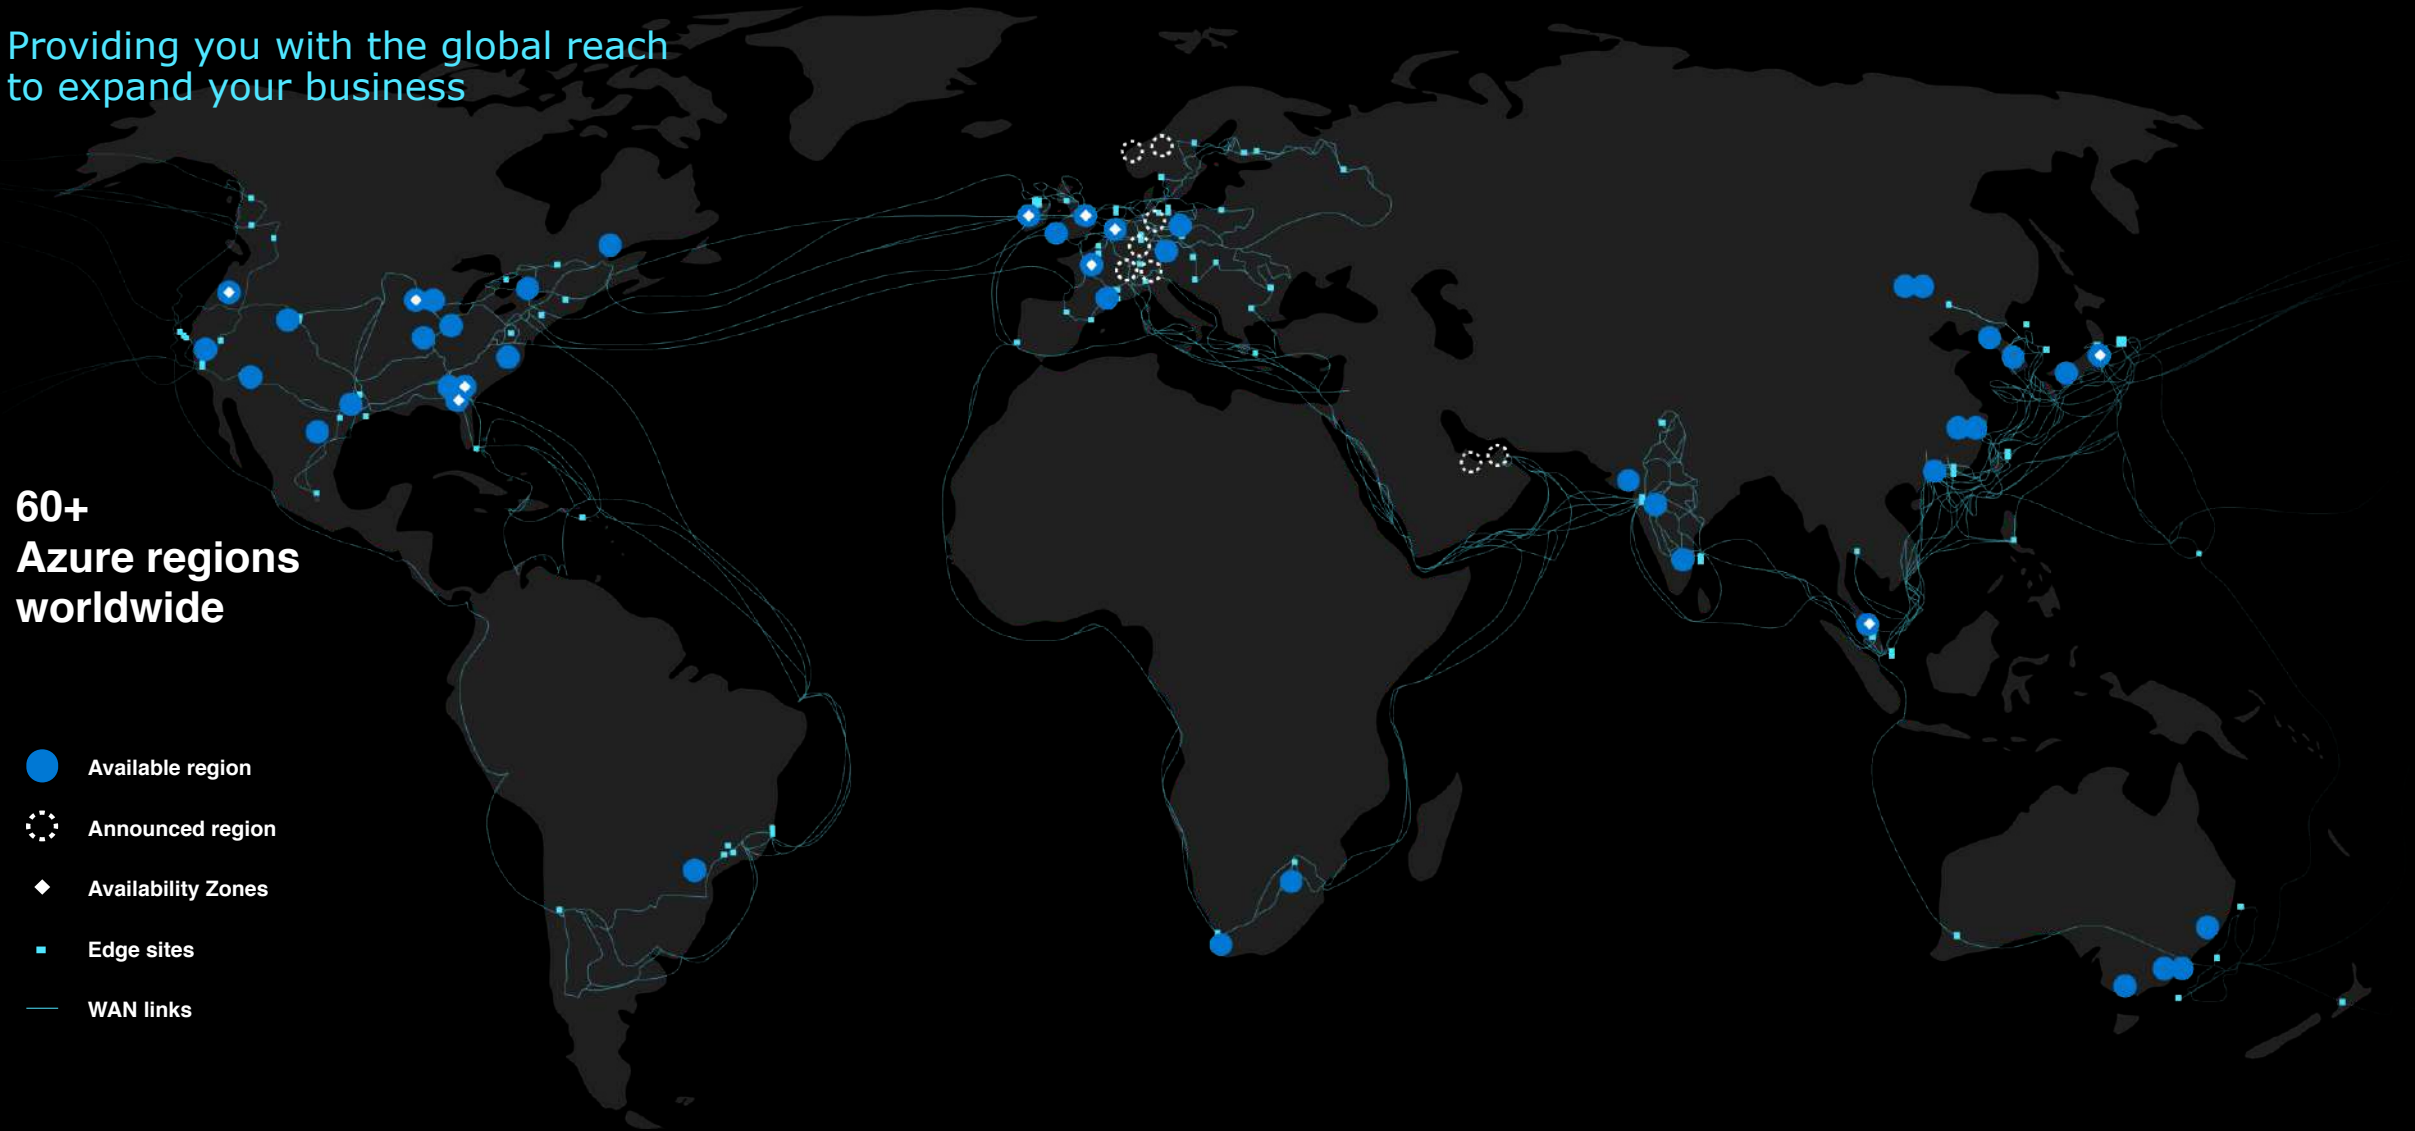 Providing you with the global reach
to expand your business
60+
Azure regions
worldwide
Available region
Announced region
Availability Zones
Edge sites
WAN links